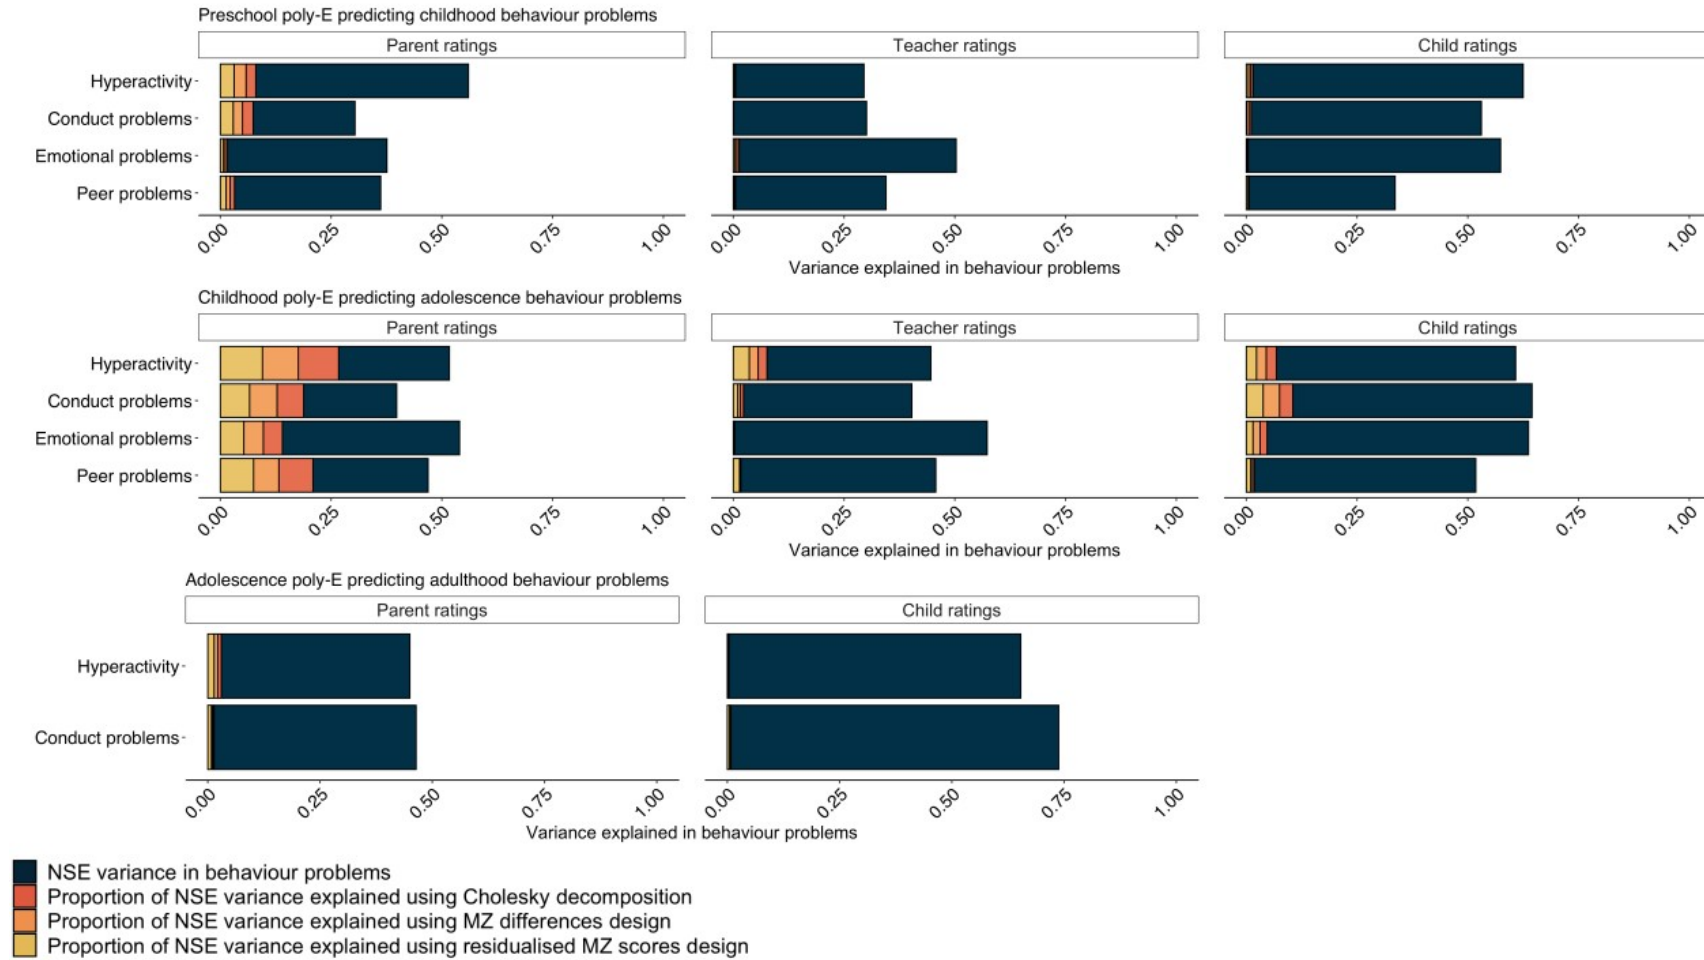 Preschool poly-E predicting childhood behaviour problems
Parent ratings Teacher ratings Child ratings
Hyperactivity
Conduct problems
Emotional problems
Peer problems
0.00 0.25 0.50 0.75 1.00 0.00 0.25 0.50 0.75 1.00 0.00 0.25 0.50 0.75 1.00
Variance explained in behaviour problems
Childhood poly-E predicting adolescence behaviour problems
Parent ratings Teacher ratings Child ratings
Hyperactivity
Conduct problems
Emotional problems
Peer problems
0.00 0.25 0.50 0.75 1.00 0.00 0.25 0.50 0.75 1.00 0.00 0.25 0.50 0.75 1.00
Variance explained in behaviour problems
Adolescence poly-E predicting adulthood behaviour problems
Parent ratings Child ratings
Hyperactivity
Conduct problems
0.00 0.25 0.50 0.75 1.00 0.00 0.25 0.50 0.75 1.00
Variance explained in behaviour problems
NSE variance in behaviour problems
Proportion of NSE variance explained using Cholesky decomposition
Proportion of NSE variance explained using MZ differences design
Proportion of NSE variance explained using residualised MZ scores design